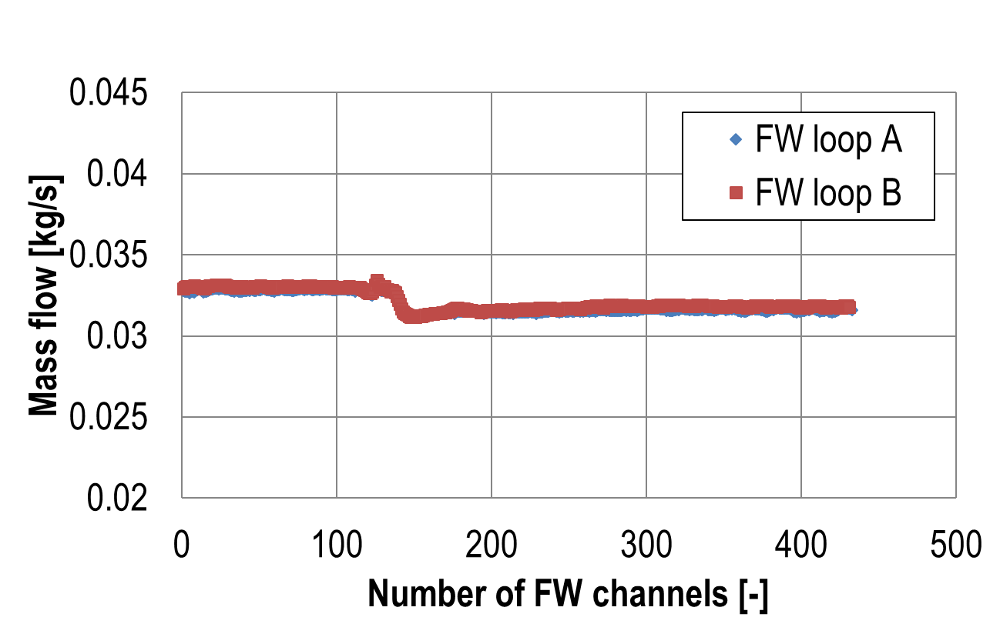 0.045
0.04
0.035
0.03
0.025
0.02
Mass flow [kg/s]
FW loop A
FW loop B
0 100 200 300 400 500
Number of FW channels [-]